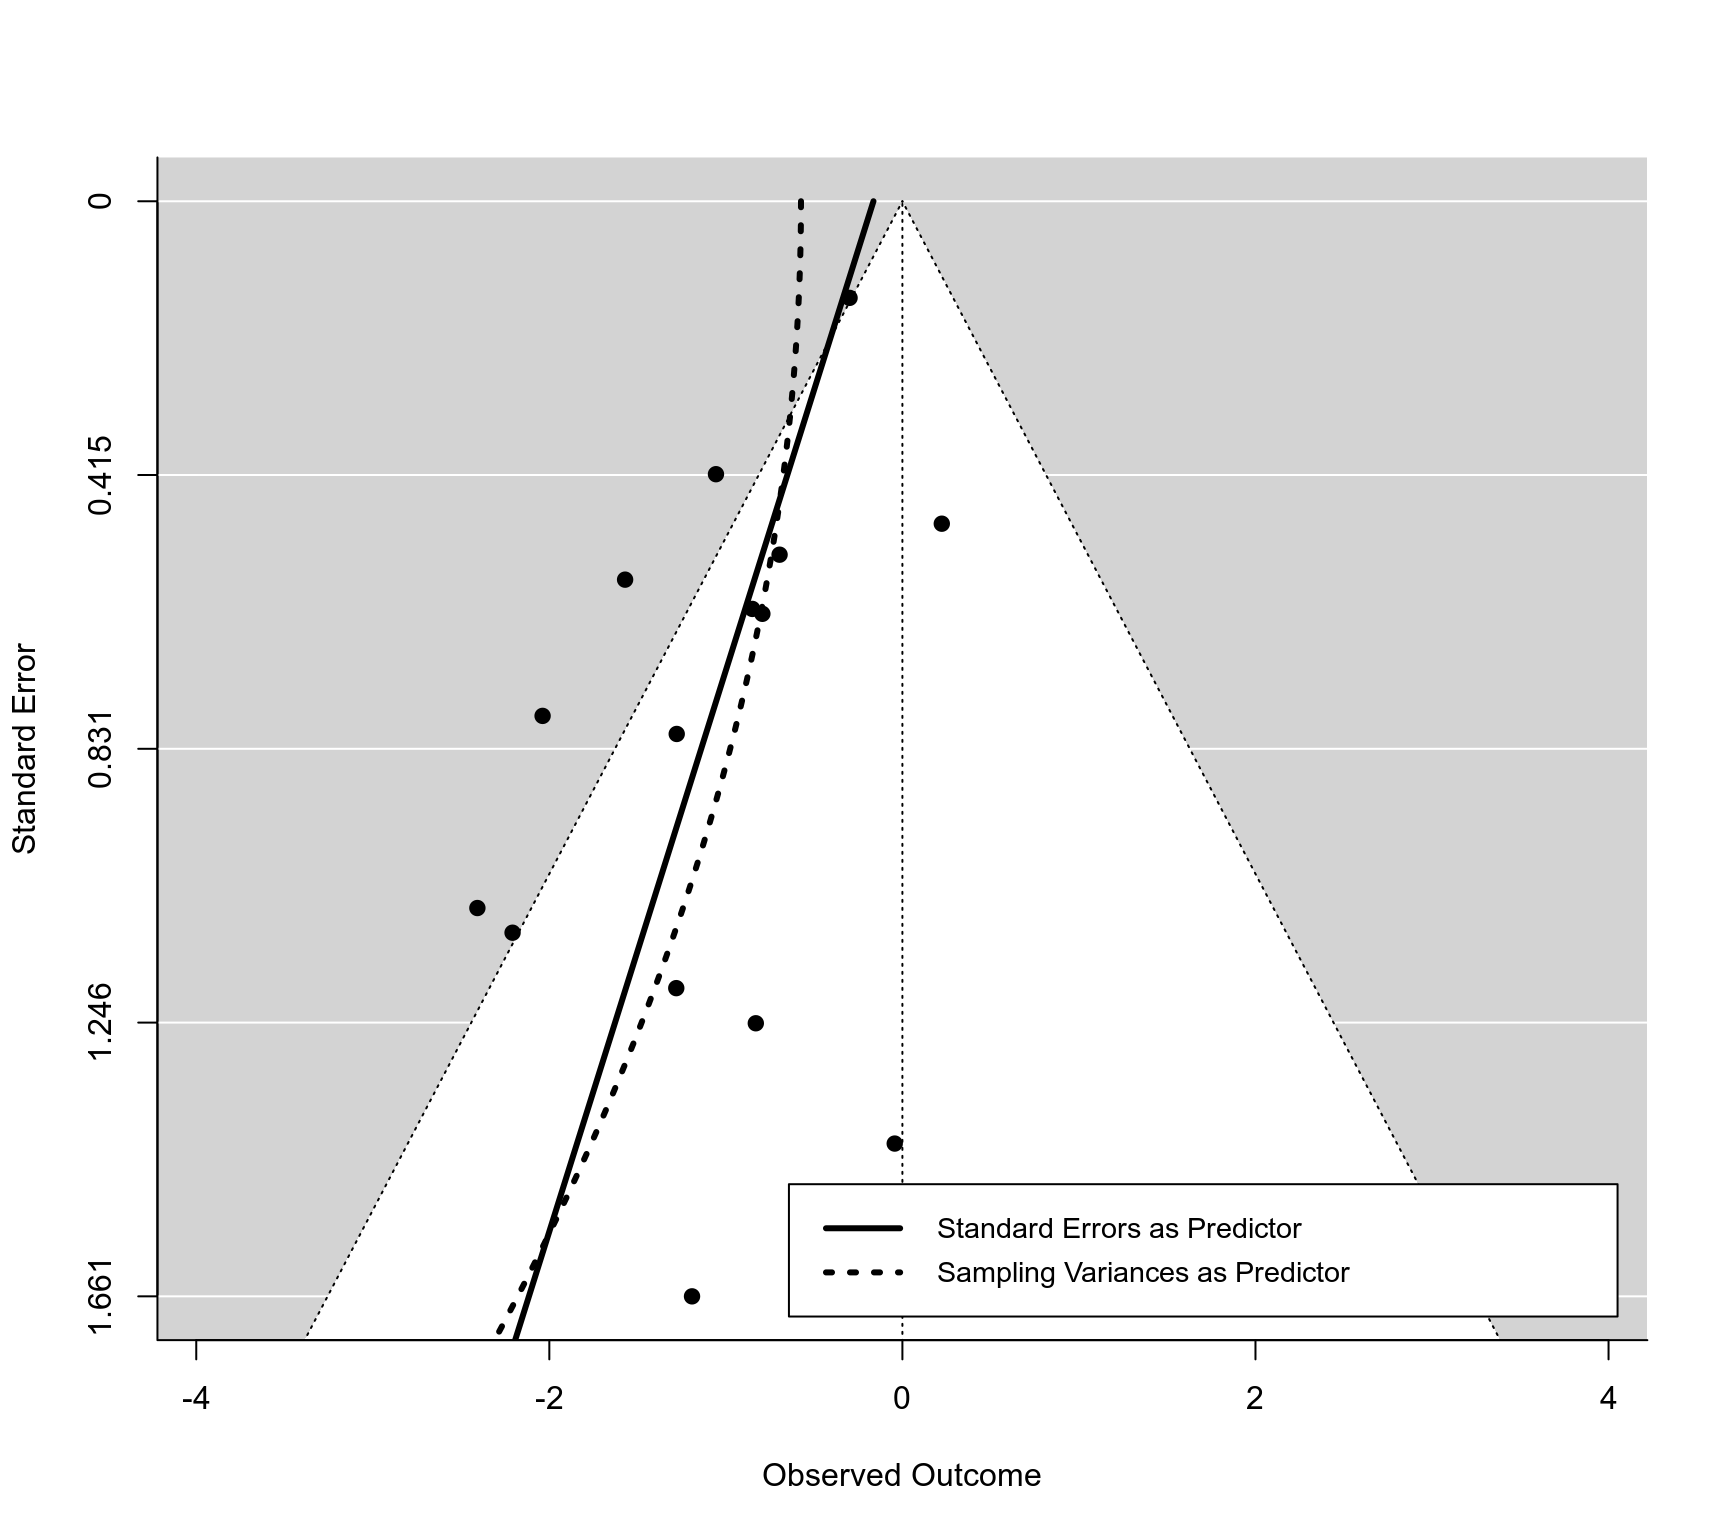 0
0.415
0.831
1.246
1.661
Standard Error
Standard Errors as Predictor
Sampling Variances as Predictor
-4 -2 0 2 4
Observed Outcome